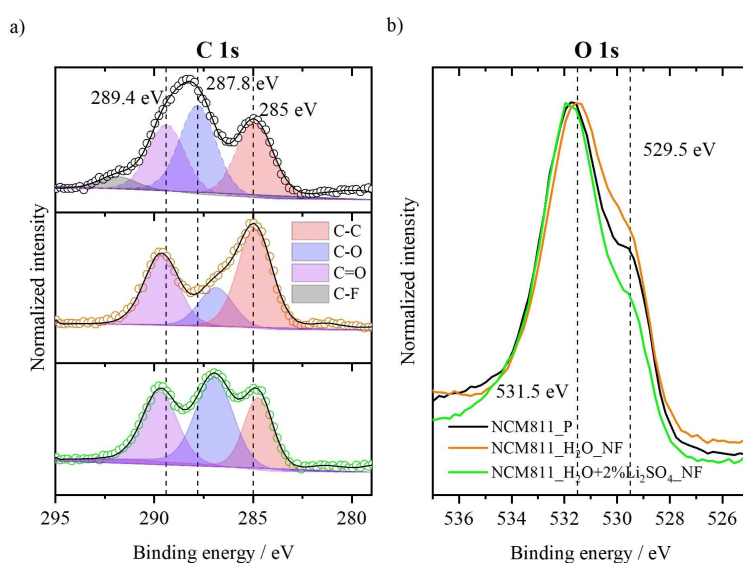 a)
C 1s
289.4 eV
287.8 eV
285 eV
C-C
C-O
C=O
C-F
Normalized intensity
295 290 285 280
Binding energy / eV
b)
O 1s
529.5 eV
531.5 eV
NCM811_P
NCM811_H₂O_NF
NCM811_H₂O+2%Li₂SO₄_NF
Normalized intensity
536 534 532 530 528 526
Binding energy / eV